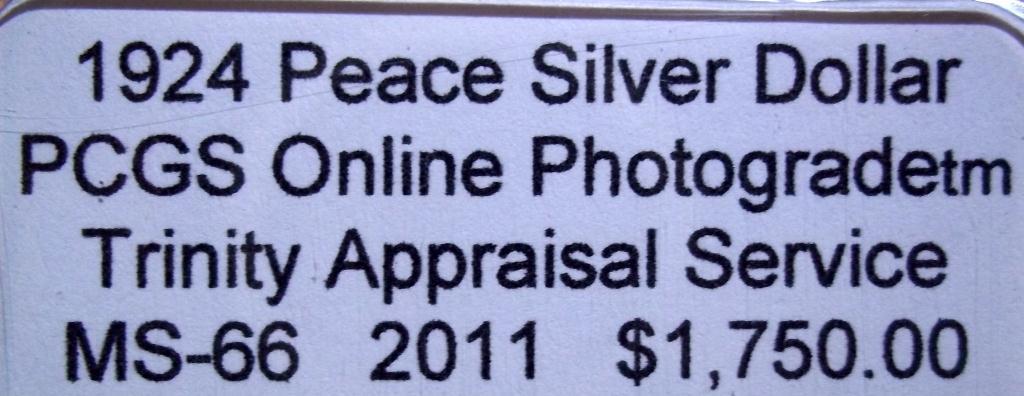 1924 Peace Silver Dollar
PCGS Online Photogradetm
Trinity Appraisal Service
MS-66 2011 $1,750.00